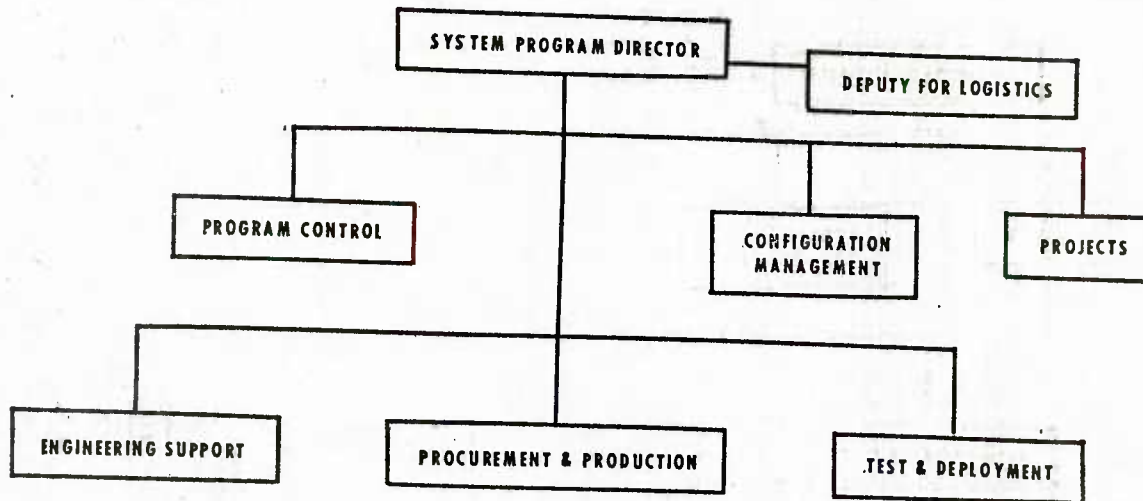 SYSTEM PROGRAM DIRECTOR
DEPUTY FOR LOGISTICS
PROGRAM CONTROL
CONFIGURATION
MANAGEMENT
PROJECTS
ENGINEERING SUPPORT
PROCUREMENT & PRODUCTION
TEST & DEPLOYMENT